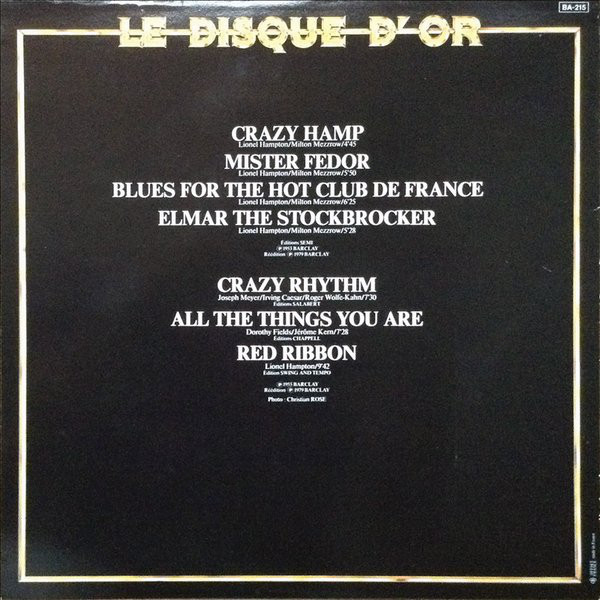 BA-215
LE DISQUE D'OR
CRAZY HAMP
Lionel Hampton/Milton Mezzrow/4'45
MISTER FEDOR
Lionel Hampton/Milton Mezzrow/5'50
BLUES FOR THE HOT CLUB DE FRANCE
Lionel Hampton/Milton Mezzrow/6'25
ELMAR THE STOCKBROCKER
Lionel Hampton/Milton Mezzrow/5'28
Éditions SEMI
℗ 1953 BARCLAY
Réédition ℗ 1979 BARCLAY
CRAZY RHYTHM
Joseph Meyer/Irving Caesar/Roger Wolfe-Kahn/7'30
Éditions SALABERT
ALL THE THINGS YOU ARE
Dorothy Fields/Jérôme Kern/7'28
Éditions CHAPPELL
RED RIBBON
Lionel Hampton/9'42
Édition SWING AND TEMPO
℗ 1955 BARCLAY
Réédition ℗ 1979 BARCLAY
Photo : Christian ROSE